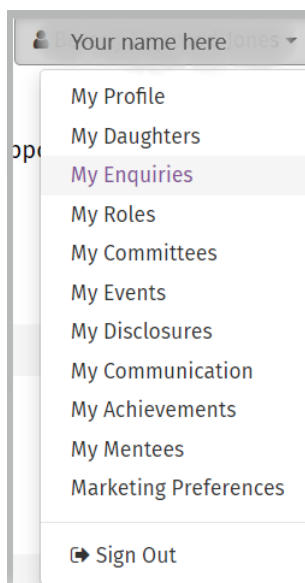 Your name here
My Profile
My Daughters
My Enquiries
My Roles
My Committees
My Events
My Disclosures
My Communication
My Achievements
My Mentees
Marketing Preferences
Sign Out